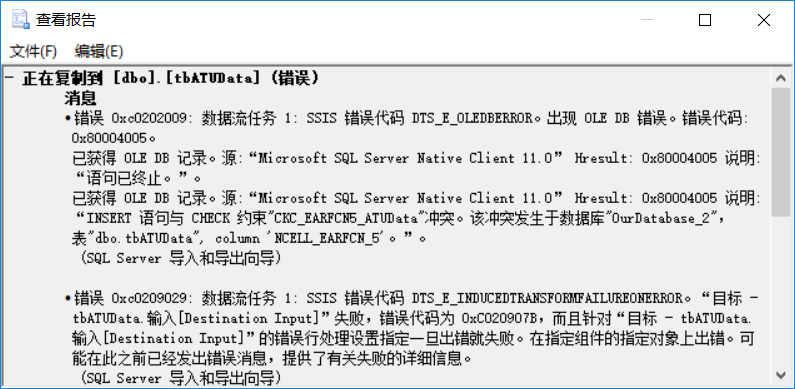 查看报告
文件(F) 编辑(E)
- 正在复制到 [dbo].[tbATUData] (错误)
消息
•错误 0xc0202009: 数据流任务 1: SSIS 错误代码 DTS_E_OLEDBERROR。出现 OLE DB 错误。错误代码:
0x80004005。
已获得 OLE DB 记录。源:“Microsoft SQL Server Native Client 11.0” Hresult: 0x80004005 说明:
“语句已终止。”。
已获得 OLE DB 记录。源:“Microsoft SQL Server Native Client 11.0” Hresult: 0x80004005 说明:
“INSERT 语句与 CHECK 约束"CKC_EARFCN5_ATUData"冲突。该冲突发生于数据库"OurDatabase_2",
表"dbo.tbATUData", column 'NCELL_EARFCN_5'。”。
(SQL Server 导入和导出向导)
•错误 0xc0209029: 数据流任务 1: SSIS 错误代码 DTS_E_INDUCEDTRANSFORMFAILUREONERROR。“目标 -
tbATUData.输入[Destination Input]”失败，错误代码为 0xC020907B，而且针对“目标 - tbATUData.
输入[Destination Input]”的错误行处理设置指定一旦出错就失败。在指定组件的指定对象上出错。可
能在此之前已经发出错误消息，提供了有关失败的详细信息。
(SQL Server 导入和导出向导)